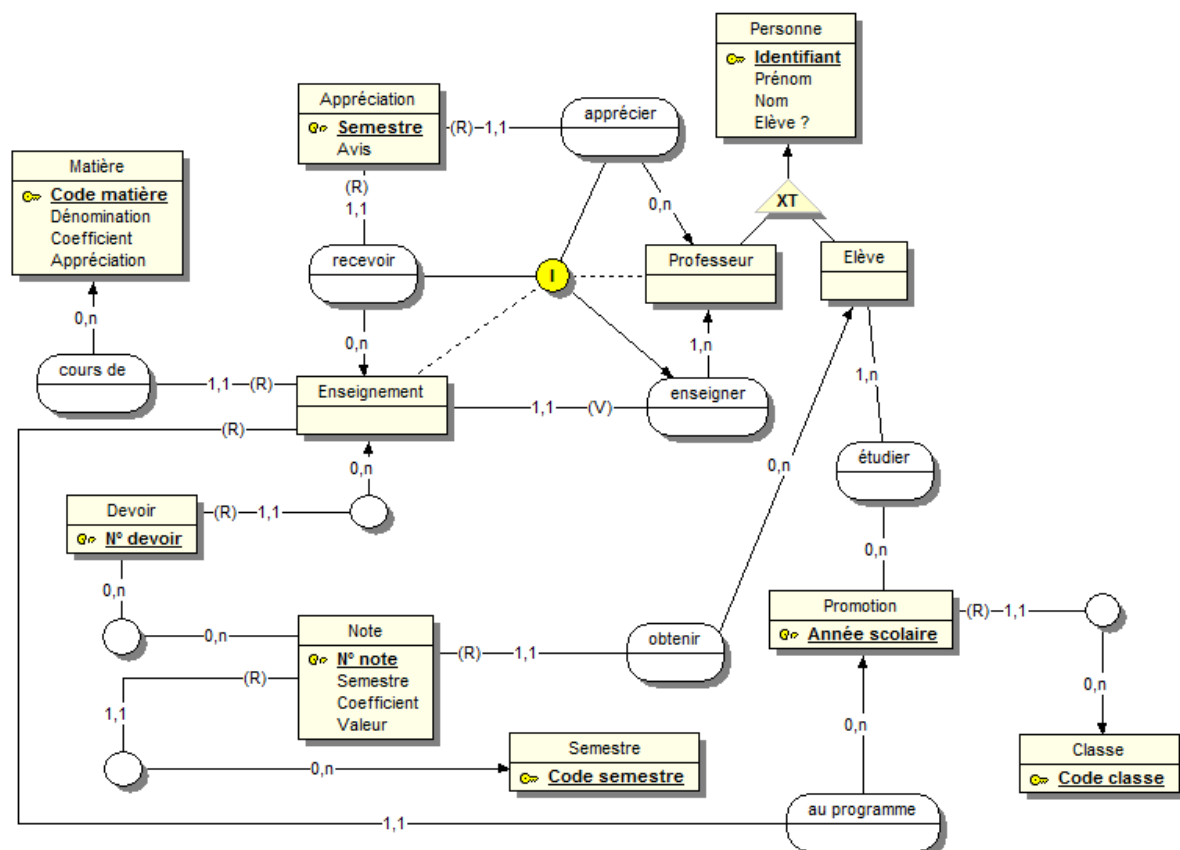 Personne
Identifiant
Prénom
Nom
Elève ?
Appréciation
Semestre
Avis
(R)
1,1
apprécier
Matière
Code matière
Dénomination
Coefficient
Appréciation
(R)
1,1
0,n
XT
recevoir
I
Professeur
Elève
0,n
0,n
1,n
1,n
cours de
1,1
(R)
Enseignement
1,1
(V)
enseigner
(R)
0,n
0,n
étudier
Devoir
Nº devoir
(R)
1,1
0,n
0,n
Promotion
Année scolaire
(R)
1,1
0,n
Note
Nº note
Semestre
Coefficient
Valeur
(R)
1,1
obtenir
(R)
1,1
0,n
0,n
Semestre
Code semestre
0,n
Classe
Code classe
1,1
au programme